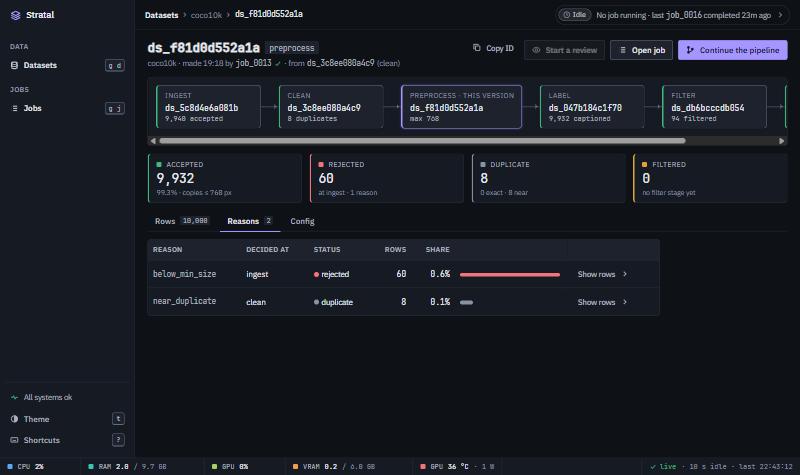 Stratal
Datasets › coco10k › ds_f81d0d552a1a
Idle No job running · last job_0016 completed 23m ago ›
DATA
Datasets g d
JOBS
Jobs g j
ds_f81d0d552a1a preprocess
coco10k · made 19:18 by job_0013 ✓ · from ds_3c8ee080a4c9 (clean)
Copy ID
Start a review
Open job
Continue the pipeline
INGEST
ds_5c8d4e6a081b
9,940 accepted
CLEAN
ds_3c8ee080a4c9
8 duplicates
PREPROCESS · THIS VERSION
ds_f81d0d552a1a
max 768
LABEL
ds_047b184c1f70
9,932 captioned
FILTER
ds_db6bcccdb054
94 filtered
ACCEPTED
9,932
99.3% · copies ≤ 768 px
REJECTED
60
at ingest · 1 reason
DUPLICATE
8
0 exact · 8 near
FILTERED
0
no filter stage yet
Rows 10,000 Reasons 2 Config
REASON DECIDED AT STATUS ROWS SHARE
below_min_size ingest rejected 60 0.6% Show rows ›
near_duplicate clean duplicate 8 0.1% Show rows ›
All systems ok
Theme t
Shortcuts ?
CPU 2% RAM 2.0 / 9.7 GB GPU 0% VRAM 0.2 / 6.0 GB GPU 36 °C · 1 W ✓ live · 10 s idle · last 22:43:12